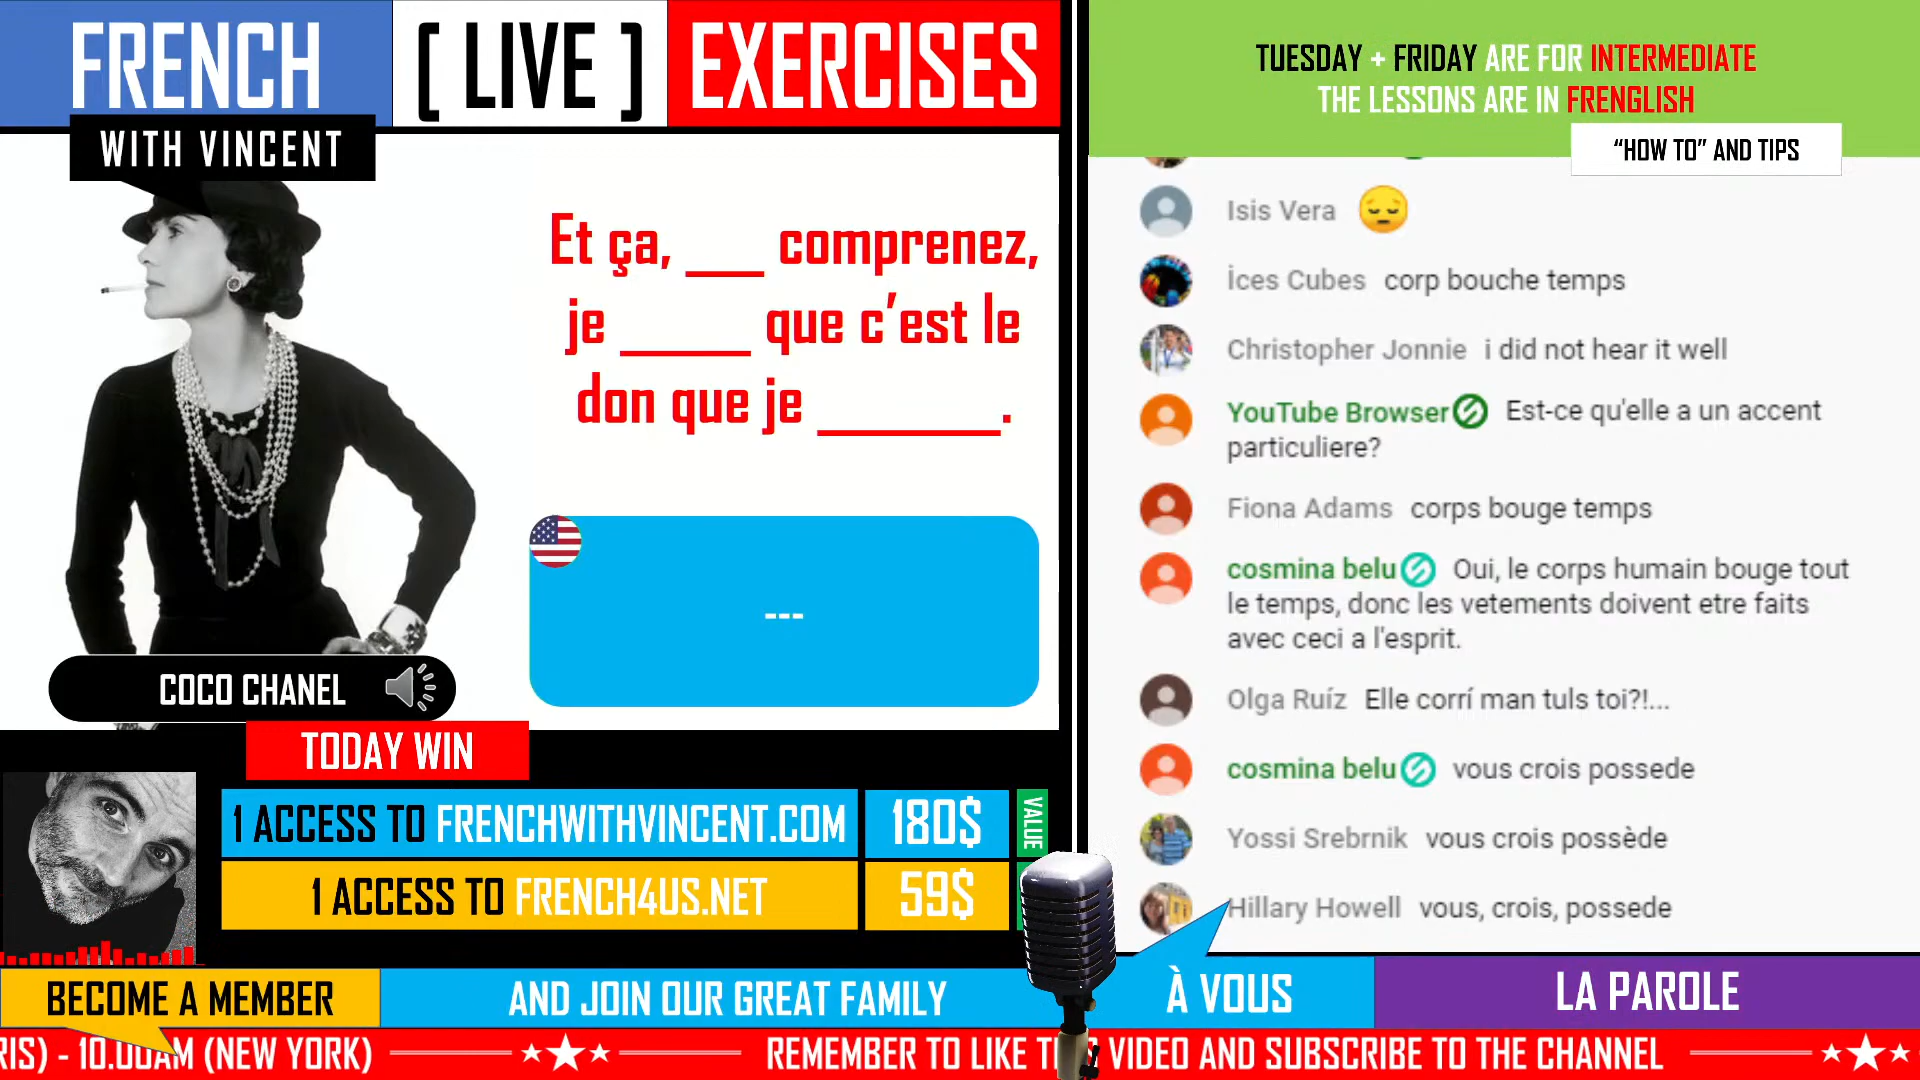 FRENCH [ LIVE ] EXERCISES
WITH VINCENT
Et ça, ___ comprenez,
je _____ que c’est le
don que je _______.
---
COCO CHANEL
TODAY WIN
1 ACCESS TO FRENCHWITHVINCENT.COM 180$
VALUE
1 ACCESS TO FRENCH4US.NET 59$
TUESDAY + FRIDAY ARE FOR INTERMEDIATE
THE LESSONS ARE IN FRENGLISH
“HOW TO” AND TIPS
Isis Vera
İces Cubes corp bouche temps
Christopher Jonnie i did not hear it well
YouTube Browser Est-ce qu'elle a un accent
particuliere?
Fiona Adams corps bouge temps
cosmina belu Oui, le corps humain bouge tout
le temps, donc les vetements doivent etre faits
avec ceci a l'esprit.
Olga Ruíz Elle corrí man tuls toi?!...
cosmina belu vous crois possede
Yossi Srebrnik vous crois possède
Hillary Howell vous, crois, possede
BECOME A MEMBER AND JOIN OUR GREAT FAMILY À VOUS LA PAROLE
RIS) - 10.00AM (NEW YORK) REMEMBER TO LIKE THIS VIDEO AND SUBSCRIBE TO THE CHANNEL